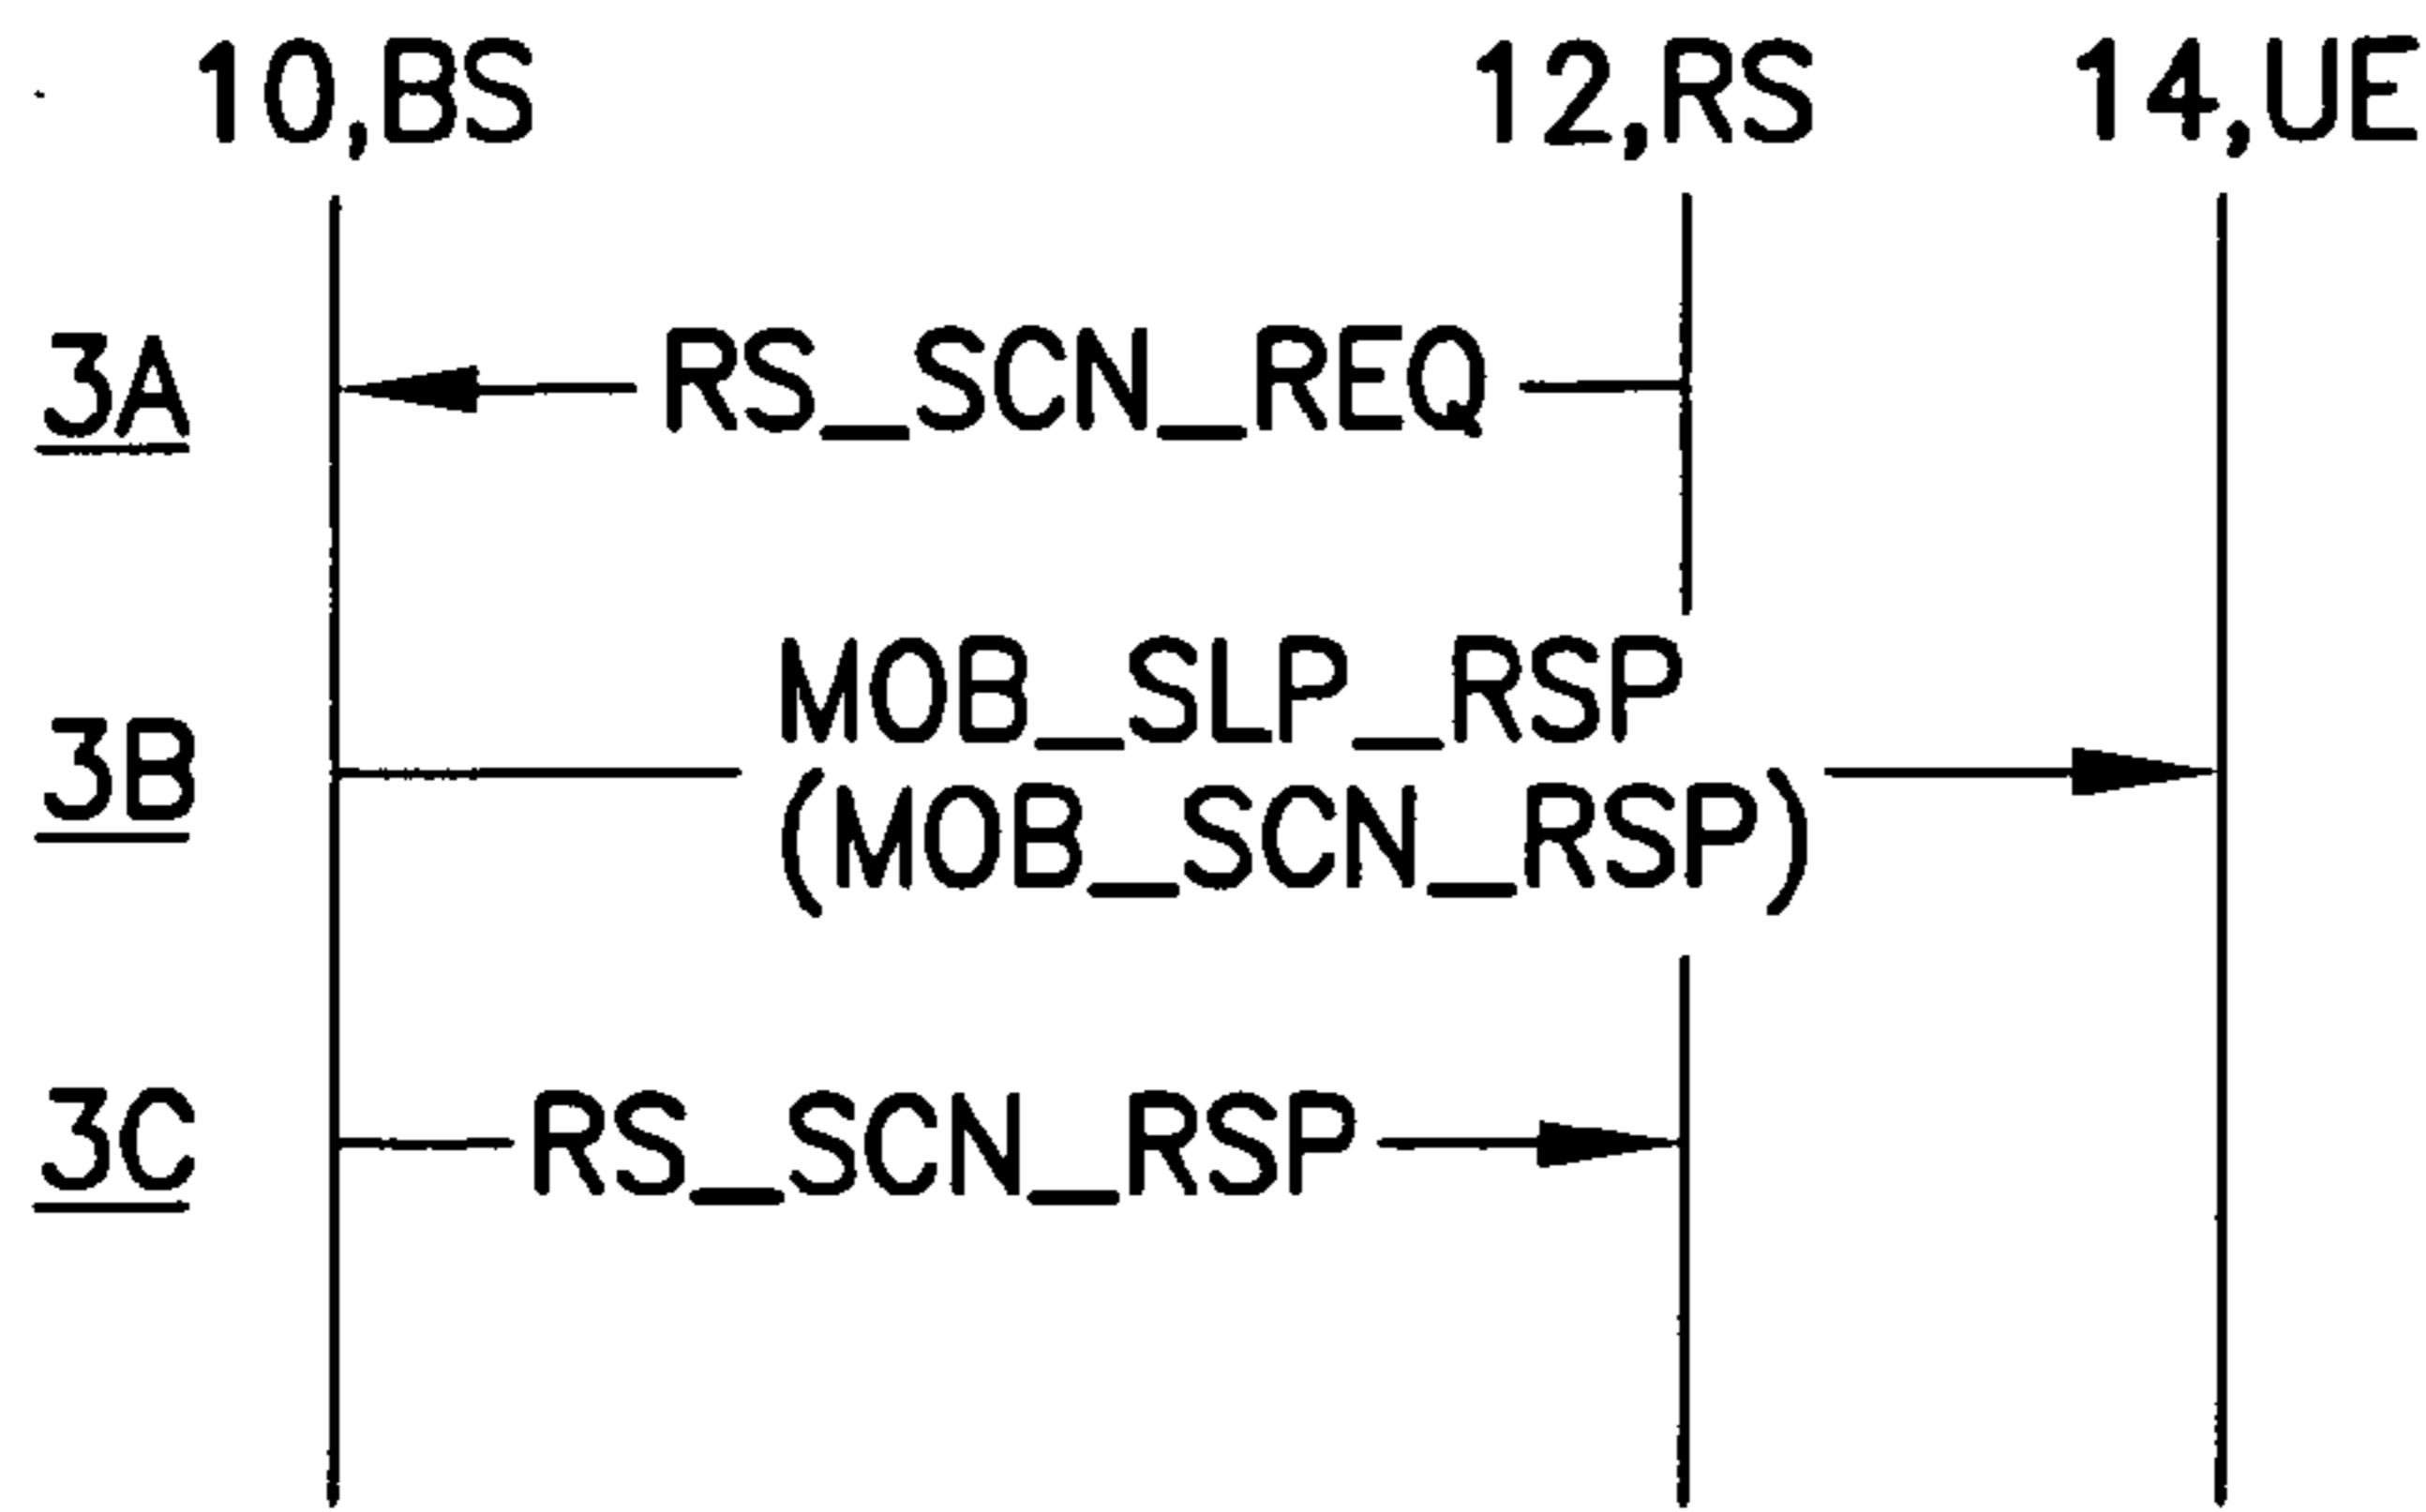 10,BS 12,RS 14,UE
3A RS_SCN_REQ
MOB_SLP_RSP
3B
(MOB_SCN_RSP)
3C RS_SCN_RSP